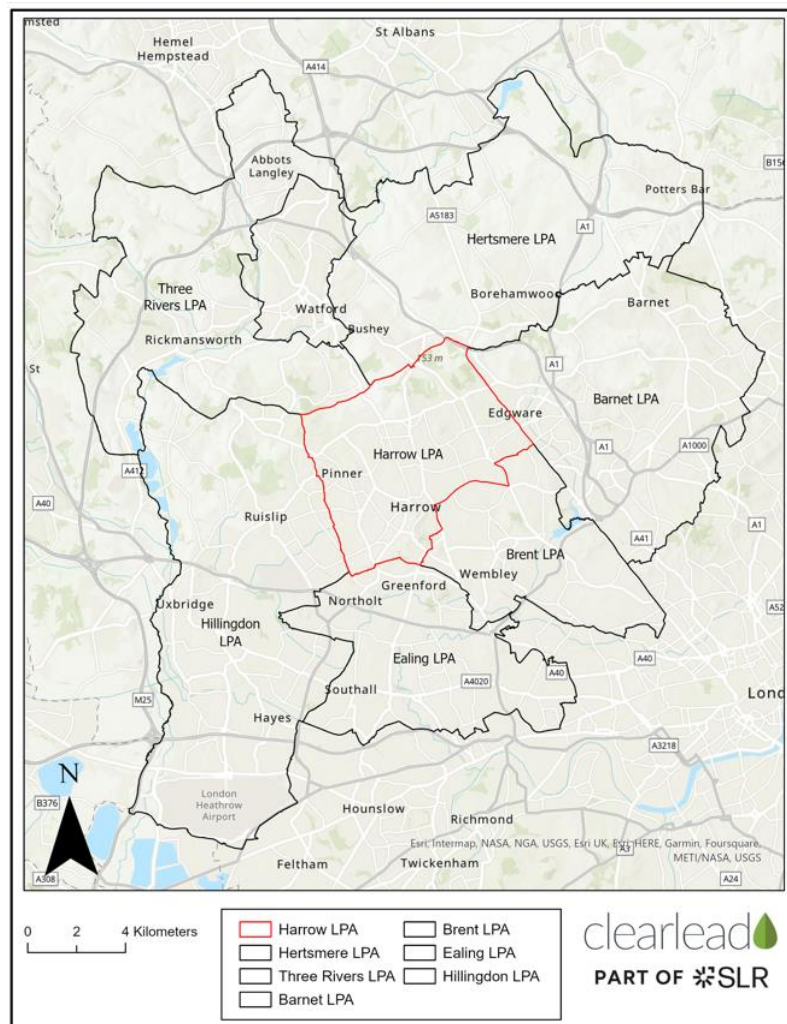 msted
Hemel
Hempstead
St Albans
A414
Abbots
Langley
B156
Potters Bar
A5183
A1
Hertsmere LPA
Three
Rivers LPA
Borehamwood
Barnet
Watford
Bushey
Rickmansworth
153 m
St
A1
Edgware
Barnet LPA
Harrow LPA
A1
A1000
Pinner
A412
A40
Harrow
Ruislip
A1
A41
Brent LPA
Wembley
Greenford
Northolt
Uxbridge
Hillingdon
LPA
A52
Ealing LPA
A40
A40
Southall
A4020
M25
Lond
Hayes
A3218
N
London
Heathrow
Airport
B376
Hounslow
Richmond
Esri, Intermap, NASA, NGA, USGS, Esri UK, Esri, HERE, Garmin, Foursquare,
METI/NASA, USGS
A3
Feltham
Twickenham
A308
A24
0 2 4 Kilometers
Harrow LPA
Hertsmere LPA
Three Rivers LPA
Barnet LPA
Brent LPA
Ealing LPA
Hillingdon LPA
clearlead
PART OF SLR